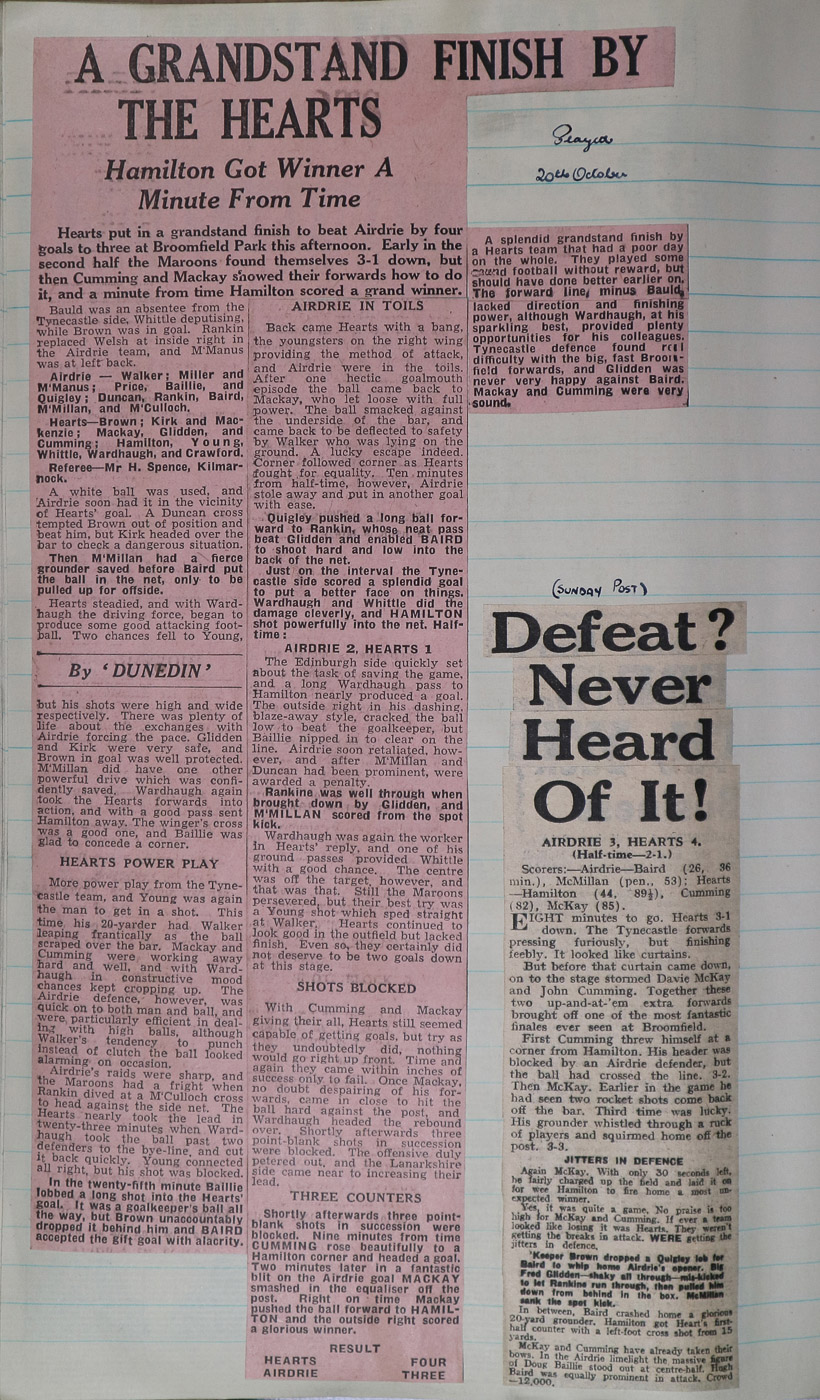 A GRANDSTAND FINISH BY
THE HEARTS
Hamilton Got Winner A
Minute From Time
Hearts put in a grandstand finish to beat Airdrie by four
goals to three at Broomfield Park this afternoon. Early in the
second half the Maroons found themselves 3-1 down, but
then Cumming and Mackay showed their forwards how to do
it, and a minute from time Hamilton scored a grand winner.
Bauld was an absentee from the
Tynecastle side, Whittle deputising,
while Brown was in goal. Rankin
replaced Welsh at inside right in
the Airdrie team, and M'Manus
was at left back.
Airdrie — Walker; Miller and
M'Manus; Price, Baillie, and
Quigley; Duncan, Rankin, Baird,
M'Millan, and M'Culloch.
Hearts—Brown; Kirk and Mac-
kenzie; Mackay, Glidden, and
Cumming; Hamilton, Young,
Whittle, Wardhaugh, and Crawford.
Referee—Mr H. Spence, Kilmar-
nock.
A white ball was used, and
Airdrie soon had it in the vicinity
of Hearts' goal. A Duncan cross
tempted Brown out of position and
beat him, but Kirk headed over the
bar to check a dangerous situation.
Then M'Millan had a fierce
grounder saved before Baird put
the ball in the net, only to be
pulled up for offside.
Hearts steadied, and with Ward-
haugh the driving force, began to
produce some good attacking foot-
ball. Two chances fell to Young,
By 'DUNEDIN'
but his shots were high and wide
respectively. There was plenty of
life about the exchanges with
Airdrie forcing the pace. Glidden
and Kirk were very safe, and
Brown in goal was well protected.
M'Millan did have one other
powerful drive which was confi-
dently saved. Wardhaugh again
took the Hearts forwards into
action, and with a good pass sent
Hamilton away. The winger's cross
was a good one, and Baillie was
glad to concede a corner.
HEARTS POWER PLAY
More power play from the Tyne-
castle team, and Young was again
the man to get in a shot. This
time his 20-yarder had Walker
leaping frantically as the ball
scraped over the bar. Mackay and
Cumming were working away
hard and well, and with Ward-
haugh in constructive mood
chances kept cropping up. The
Airdrie defence, however, was
quick on to both man and ball, and
were particularly efficient in deal-
ing with high balls, although
Walker's tendency to punch
instead of clutch the ball looked
alarming on occasion.
Airdrie's raids were sharp, and
the Maroons had a fright when
Rankin dived at a M'Culloch cross
to head against the side net. The
Hearts nearly took the lead in
twenty-three minutes when Ward-
haugh took the ball past two
defenders to the bye-line, and cut
it back quickly. Young connected
all right, but his shot was blocked.
In the twenty-fifth minute Baillie
lobbed a long shot into the Hearts'
goal. It was a goalkeeper's ball all
the way, but Brown unaccountably
dropped it behind him and BAIRD
accepted the gift goal with alacrity.
AIRDRIE IN TOILS
Back came Hearts with a bang,
the youngsters on the right wing
providing the method of attack,
and Airdrie were in the toils.
After one hectic goalmouth
episode the ball came back to
Mackay, who let loose with full
power. The ball smacked against
the underside of the bar, and
came back to be deflected to safety
by Walker who was lying on the
ground. A lucky escape indeed.
Corner followed corner as Hearts
fought for equality. Ten minutes
from half-time, however, Airdrie
stole away and put in another goal
with ease.
Quigley pushed a long ball for-
ward to Rankin, whose neat pass
beat Glidden and enabled BAIRD
to shoot hard and low into the
back of the net.
Just on the interval the Tyne-
castle side scored a splendid goal
to put a better face on things.
Wardhaugh and Whittle did the
damage cleverly, and HAMILTON
shot powerfully into the net. Half-
time:
AIRDRIE 2, HEARTS 1
The Edinburgh side quickly set
about the task of saving the game,
and a long Wardhaugh pass to
Hamilton nearly produced a goal.
The outside right in his dashing,
blaze-away style, cracked the ball
low to beat the goalkeeper, but
Baillie nipped in to clear on the
line. Airdrie soon retaliated, how-
ever, and after M'Millan and
Duncan had been prominent, were
awarded a penalty.
Rankine was well through when
brought down by Glidden, and
M'MILLAN scored from the spot
kick.
Wardhaugh was again the worker
in Hearts' reply, and one of his
ground passes provided Whittle
with a good chance. The centre
was off the target, however, and
that was that. Still the Maroons
persevered, but their best try was
a Young shot which sped straight
at Walker. Hearts continued to
look good in the outfield but lacked
finish. Even so, they certainly did
not deserve to be two goals down
at this stage.
SHOTS BLOCKED
With Cumming and Mackay
giving their all, Hearts still seemed
capable of getting goals, but try as
they undoubtedly did, nothing
would go right up front. Time and
again they came within inches of
success only to fail. Once Mackay,
no doubt despairing of his for-
wards, came in close to hit the
ball hard against the post, and
Wardhaugh headed the rebound
over. Shortly afterwards three
point-blank shots in succession
were blocked. The offensive duly
petered out, and the Lanarkshire
side came near to increasing their
lead.
THREE COUNTERS
Shortly afterwards three point-
blank shots in succession were
blocked. Nine minutes from time
CUMMING rose beautifully to a
Hamilton corner and headed a goal.
Two minutes later in a fantastic
blit on the Airdrie goal MACKAY
smashed in the equaliser off the
post. Right on time Mackay
pushed the ball forward to HAMIL-
TON and the outside right scored
a glorious winner.
RESULT
HEARTS FOUR
AIRDRIE THREE
Played
20th October
A splendid grandstand finish by
a Hearts team that had a poor day
on the whole. They played some
sound football without reward, but
should have done better earlier on.
The forward line, minus Bauld,
lacked direction and finishing
power, although Wardhaugh, at his
sparkling best, provided plenty
opportunities for his colleagues.
Tynecastle defence found real
difficulty with the big, fast Broom-
field forwards, and Glidden was
never very happy against Baird.
Mackay and Cumming were very
sound.
(SUNDAY POST)
Defeat?
Never
Heard
Of It!
AIRDRIE 3, HEARTS 4.
(Half-time—2-1.)
Scorers:—Airdrie—Baird (26, 36
min.), McMillan (pen., 53); Hearts
—Hamilton (44, 89½), Cumming
(82), McKay (85).
EIGHT minutes to go. Hearts 3-1
down. The Tynecastle forwards
pressing furiously, but finishing
feebly. It looked like curtains.
But before that curtain came down,
on to the stage stormed Davie McKay
and John Cumming. Together these
two up-and-at-'em extra forwards
brought off one of the most fantastic
finales ever seen at Broomfield.
First Cumming threw himself at a
corner from Hamilton. His header was
blocked by an Airdrie defender, but
the ball had crossed the line. 3-2.
Then McKay. Earlier in the game he
had seen two rocket shots come back
off the bar. Third time was lucky.
His grounder whistled through a ruck
of players and squirmed home off the
post. 3-3.
JITTERS IN DEFENCE
Again McKay. With only 30 seconds left,
he fairly charged up the field and laid it on
for wee Hamilton to fire home a most un-
expected winner.
Yes, it was quite a game. No praise is too
high for McKay and Cumming. If ever a team
looked like losing it was Hearts. They weren't
getting the breaks in attack. WERE getting the
jitters in defence.
'Keeper Brown dropped a Quigley lob for
Baird to whip home Airdrie's opener. Big
Fred Glidden—shaky all through—mis-kicked
to let Rankine run through, then pulled him
down from behind in the box. McMillan
sank the spot kick.
In between, Baird crashed home a glorious
20-yard grounder. Hamilton got Heart's first-
half counter with a left-foot cross shot from 15
yards.
McKay and Cumming have already taken their
bows. In the Airdrie limelight the massive figure
of Doug Baillie stood out at centre-half. Hugh
Baird was equally prominent in attack. Crowd
—12,000.